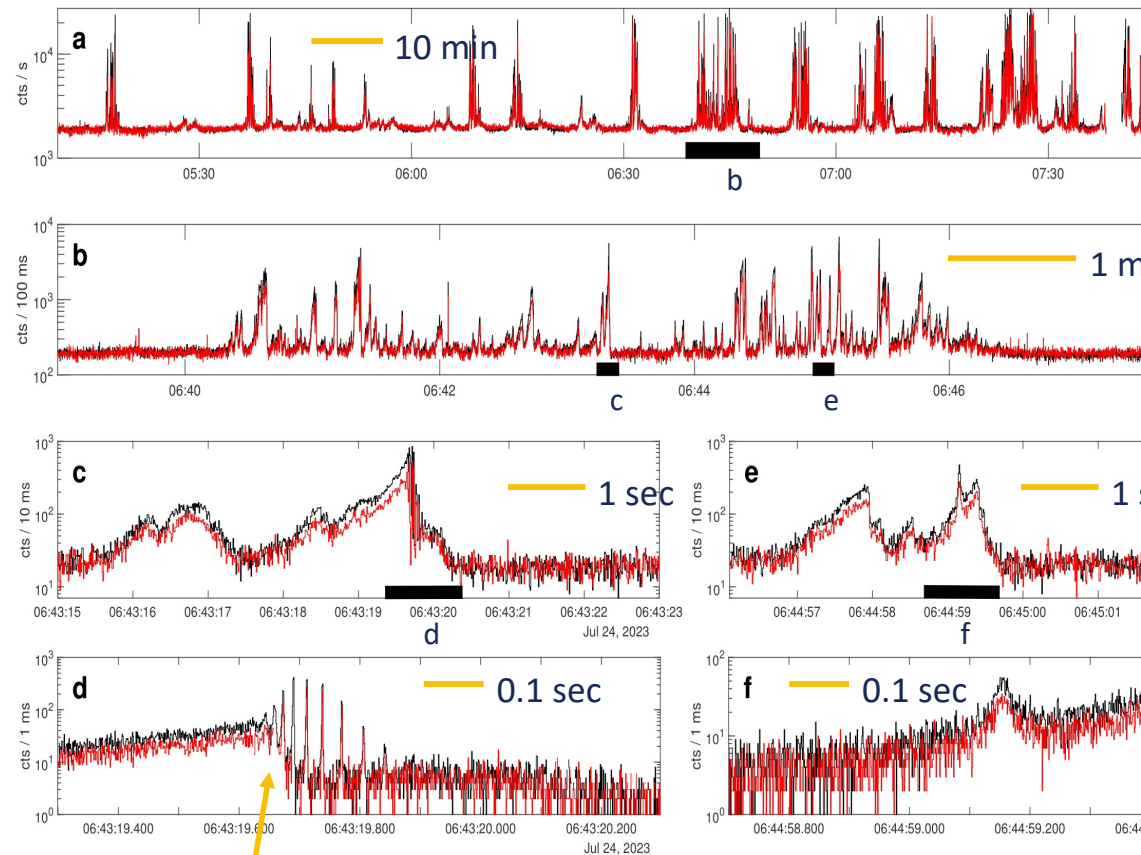 a
10 min
cts / s
10^4
10^3
05:30 06:00 06:30 07:00 07:30
b
b
1 m
cts / 100 ms
10^4
10^3
10^2
06:40 06:42 06:44 06:46
c e
c
1 sec
cts / 10 ms
10^3
10^2
10^1
06:43:15 06:43:16 06:43:17 06:43:18 06:43:19 06:43:20 06:43:21 06:43:22 06:43:23
Jul 24, 2023
d
e
1 s
cts / 10 ms
10^3
10^2
10^1
06:44:57 06:44:58 06:44:59 06:45:00 06:45:01
f
d
0.1 sec
cts / 1 ms
10^3
10^2
10^1
10^0
06:43:19.400 06:43:19.600 06:43:19.800 06:43:20.000 06:43:20.200
Jul 24, 2023
f
0.1 sec
cts / 1 ms
10^2
10^1
10^0
06:44:58.800 06:44:59.000 06:44:59.200 06:44:59.4